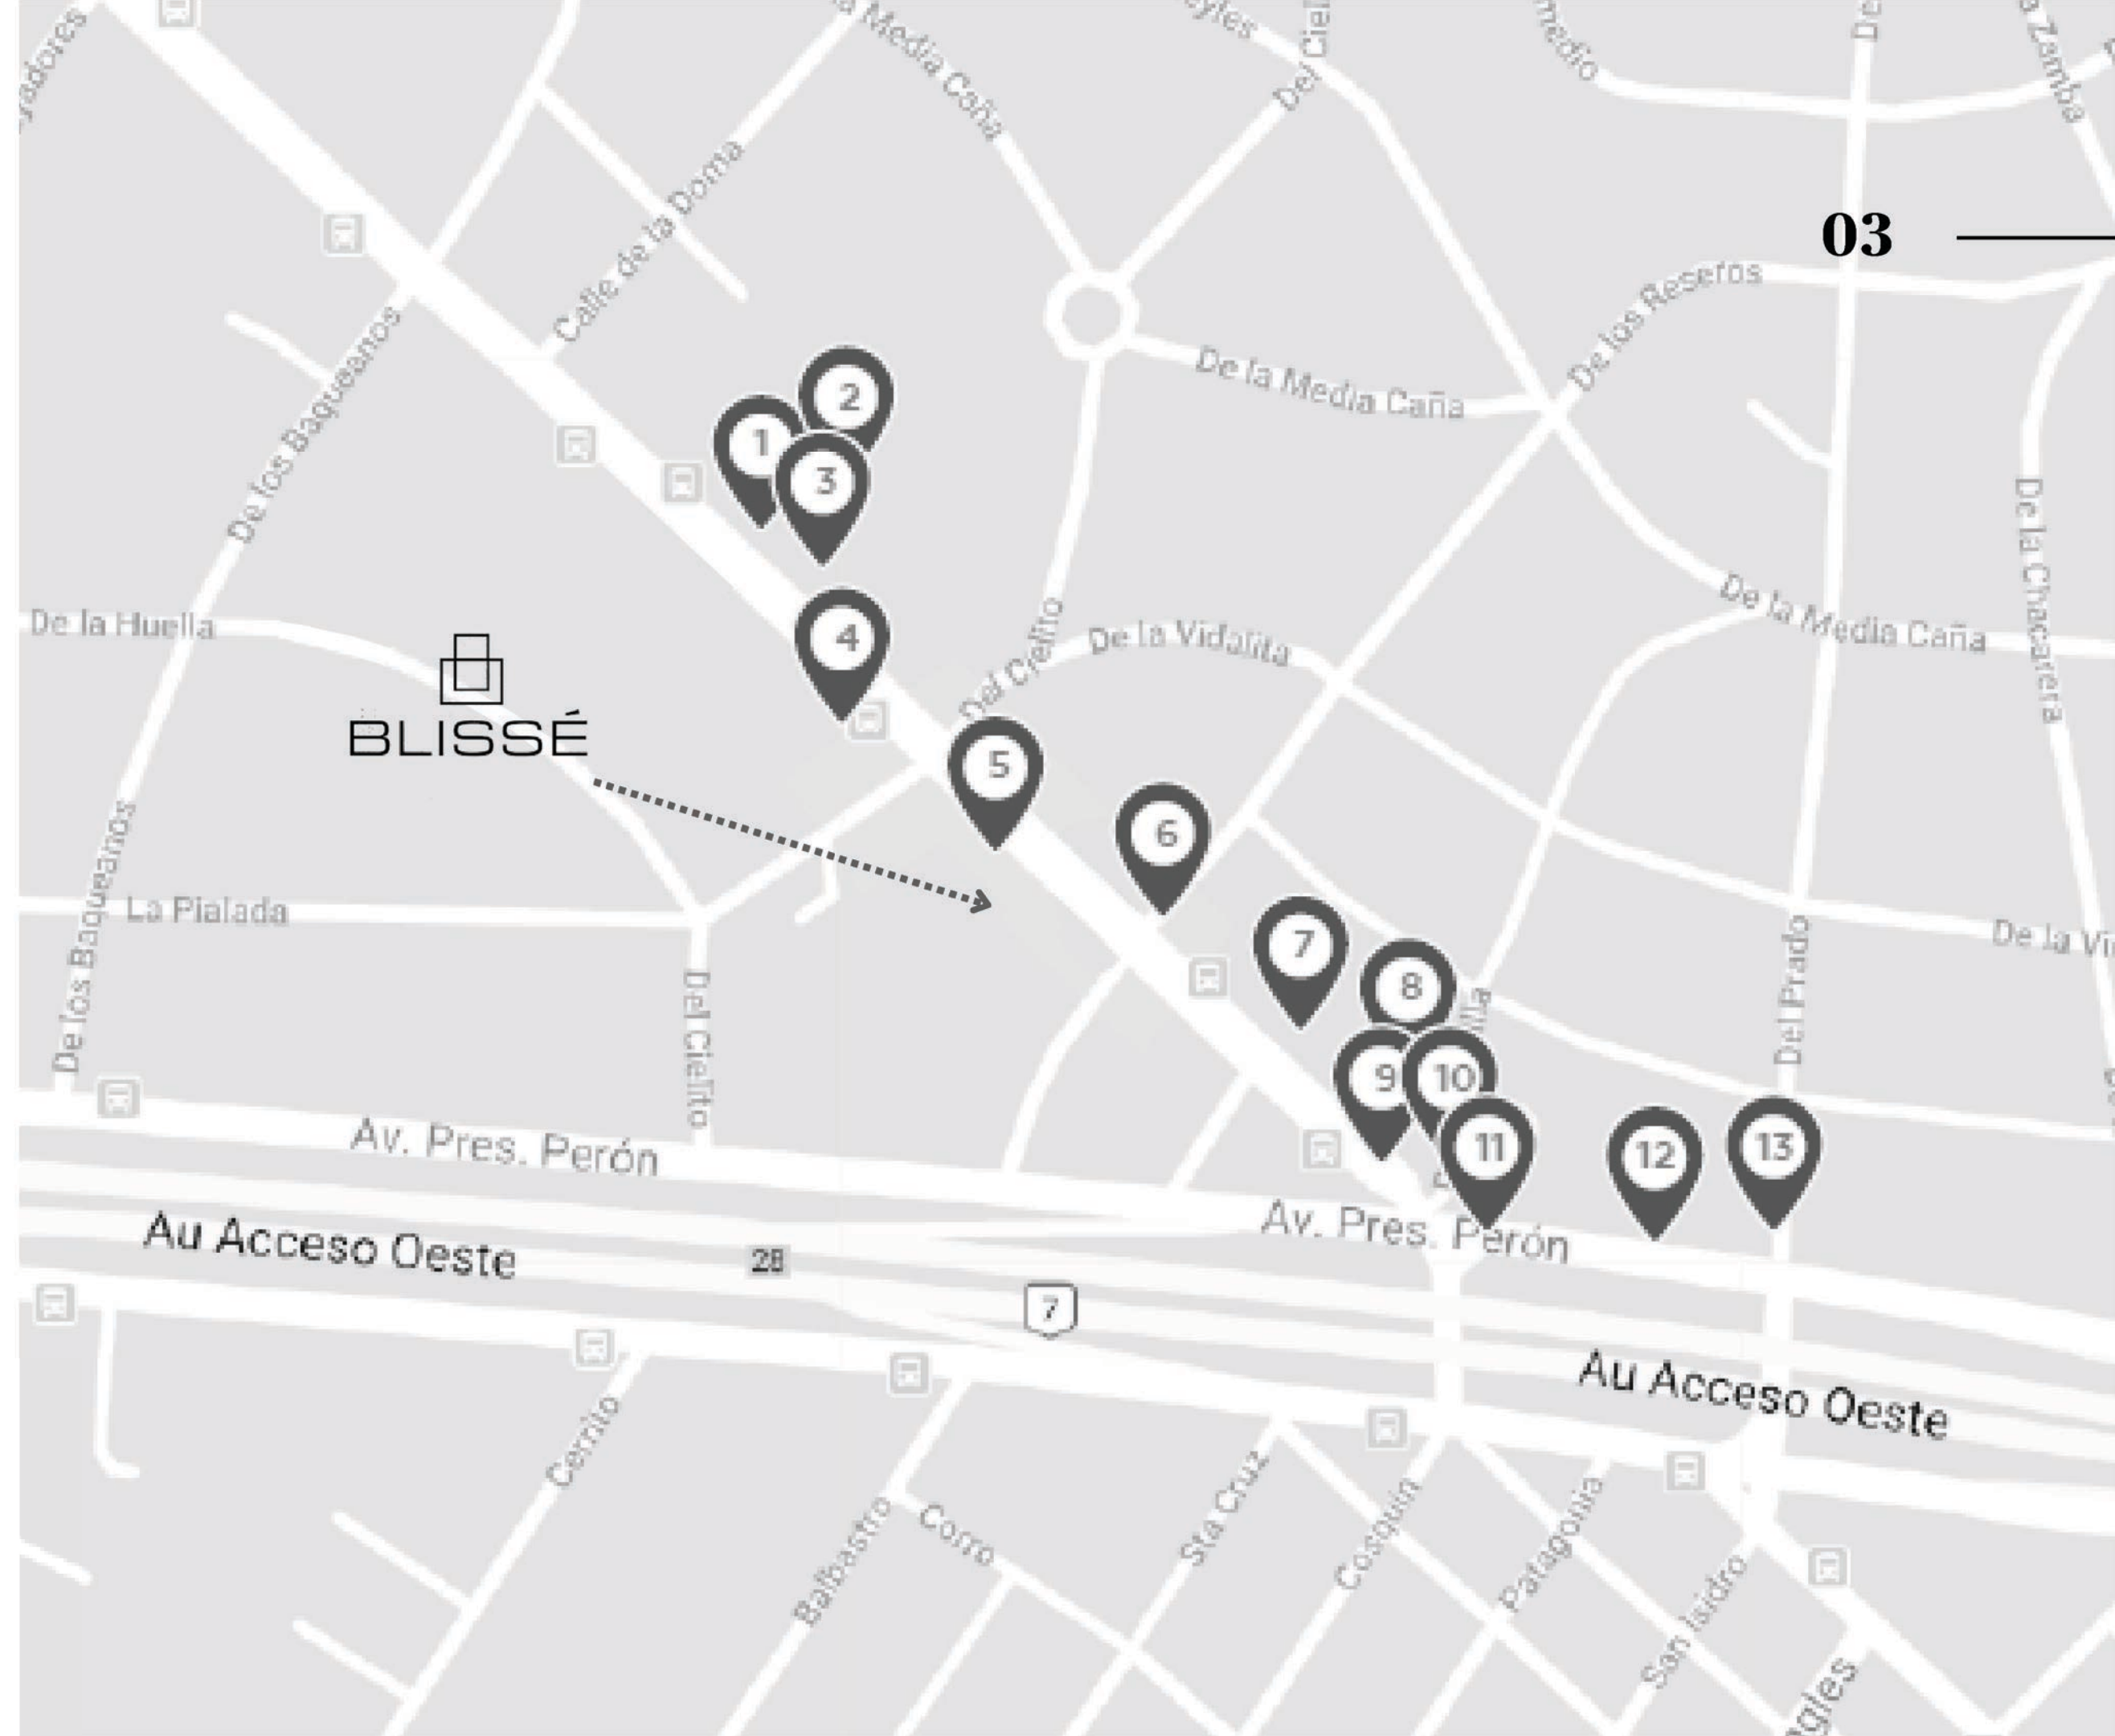 a Media Caña
Del Ciel
De los Baqueanos
Calle de la Doma
03
De los Reseros
De la Media Caña
2
1
3
De la Huella
4
De la Vidalita
Del Cielito
De la Media Caña
De la Chacarera
BLISSÉ
5
6
La Pialada
De los Baqueanos
7
8
Del Prado
Del Cielito
9
10
11
12
13
Av. Pres. Perón
Av. Pres. Perón
Au Acceso Oeste
28
7
Au Acceso Oeste
Cerrito
Balbastro
Corro
Sta Cruz
Cosquin
Patagonia
San Isidro